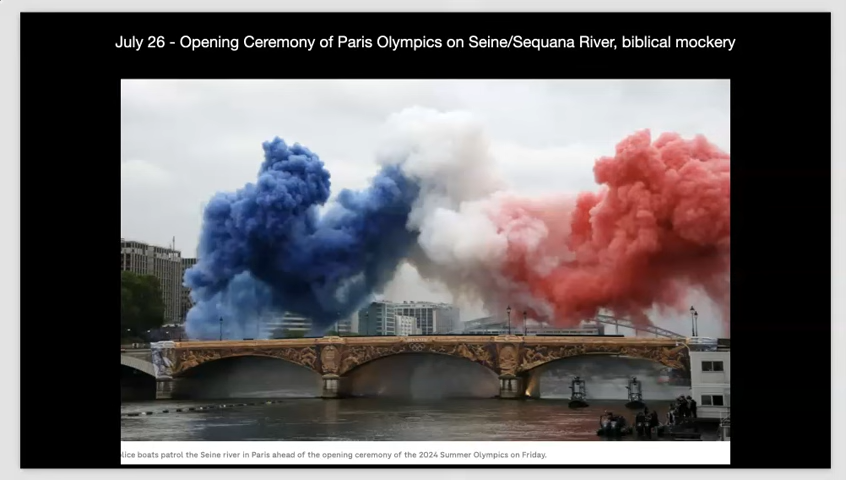 July 26 - Opening Ceremony of Paris Olympics on Seine/Sequana River, biblical mockery
boats patrol the Seine river in Paris ahead of the opening ceremony of the 2024 Summer Olympics on Friday.